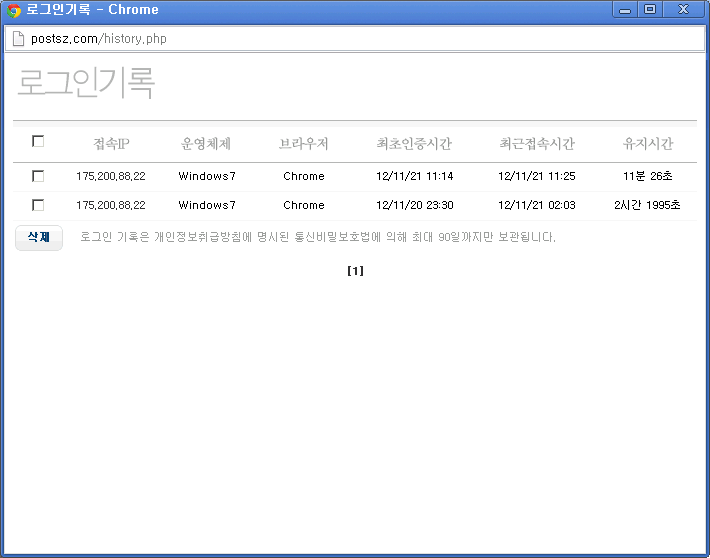 로그인기록 - Chrome
postsz.com/history.php
로그인기록
접속IP 운영체제 브라우저 최초인증시간 최근접속시간 유지시간
175.200.88.22 Windows7 Chrome 12/11/21 11:14 12/11/21 11:25 11분 26초
175.200.88.22 Windows7 Chrome 12/11/20 23:30 12/11/21 02:03 2시간 1995초
삭제 로그인 기록은 개인정보취급방침에 명시된 통신비밀보호법에 의해 최대 90일까지만 보관됩니다.
[1]